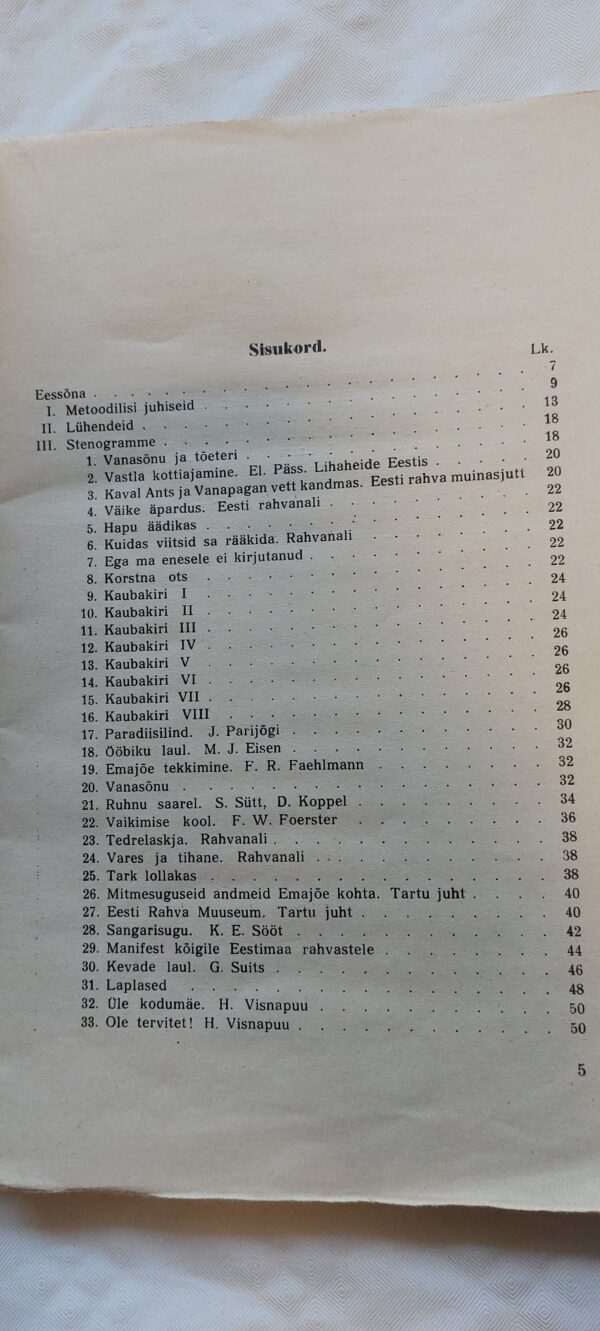 Sisukord.
Lk.
Eessõna . . . . . . . . . . . . . . . . 7
I. Metoodilisi juhiseid . . . . . . . . . . . . 9
II. Lühendeid . . . . . . . . . . . . . . 13
III. Stenogramme . . . . . . . . . . . . . 18
1. Vanasõnu ja tõeteri . . . . . . . . . . 18
2. Vastla kottiajamine. El. Päss. Lihaheide Eestis . . . . 20
3. Kaval Ants ja Vanapagan vett kandmas. Eesti rahva muinasjutt 20
4. Väike äpardus. Eesti rahvanali . . . . . . . 22
5. Hapu äädikas . . . . . . . . . . . . 22
6. Kuidas viitsid sa rääkida. Rahvanali . . . . . . 22
7. Ega ma enesele ei kirjutanud . . . . . . . . 22
8. Korstna ots . . . . . . . . . . . . 22
9. Kaubakiri I . . . . . . . . . . . . 24
10. Kaubakiri II . . . . . . . . . . . . 24
11. Kaubakiri III . . . . . . . . . . . . 24
12. Kaubakiri IV . . . . . . . . . . . . 26
13. Kaubakiri V . . . . . . . . . . . . 26
14. Kaubakiri VI . . . . . . . . . . . . 26
15. Kaubakiri VII . . . . . . . . . . . . 26
16. Kaubakiri VIII . . . . . . . . . . . 28
17. Paradiisilind. J. Parijõgi . . . . . . . . . 30
18. Ööbiku laul. M. J. Eisen . . . . . . . . . 32
19. Emajõe tekkimine. F. R. Faehlmann . . . . . . 32
20. Vanasõnu . . . . . . . . . . . . . 32
21. Ruhnu saarel. S. Sütt, D. Koppel . . . . . . . 34
22. Vaikimise kool. F. W. Foerster . . . . . . . 36
23. Tedrelaskja. Rahvanali . . . . . . . . . . 38
24. Vares ja tihane. Rahvanali . . . . . . . . . 38
25. Tark lollakas . . . . . . . . . . . . 38
26. Mitmesuguseid andmeid Emajõe kohta. Tartu juht . . . 40
27. Eesti Rahva Muuseum. Tartu juht . . . . . . . 40
28. Sangarisugu. K. E. Sööt . . . . . . . . . 42
29. Manifest kõigile Eestimaa rahvastele . . . . . . 44
30. Kevade laul. G. Suits . . . . . . . . . . 46
31. Laplased . . . . . . . . . . . . . 48
32. Üle kodumäe. H. Visnapuu . . . . . . . . 50
33. Ole tervitet! H. Visnapuu . . . . . . . . . 50
5